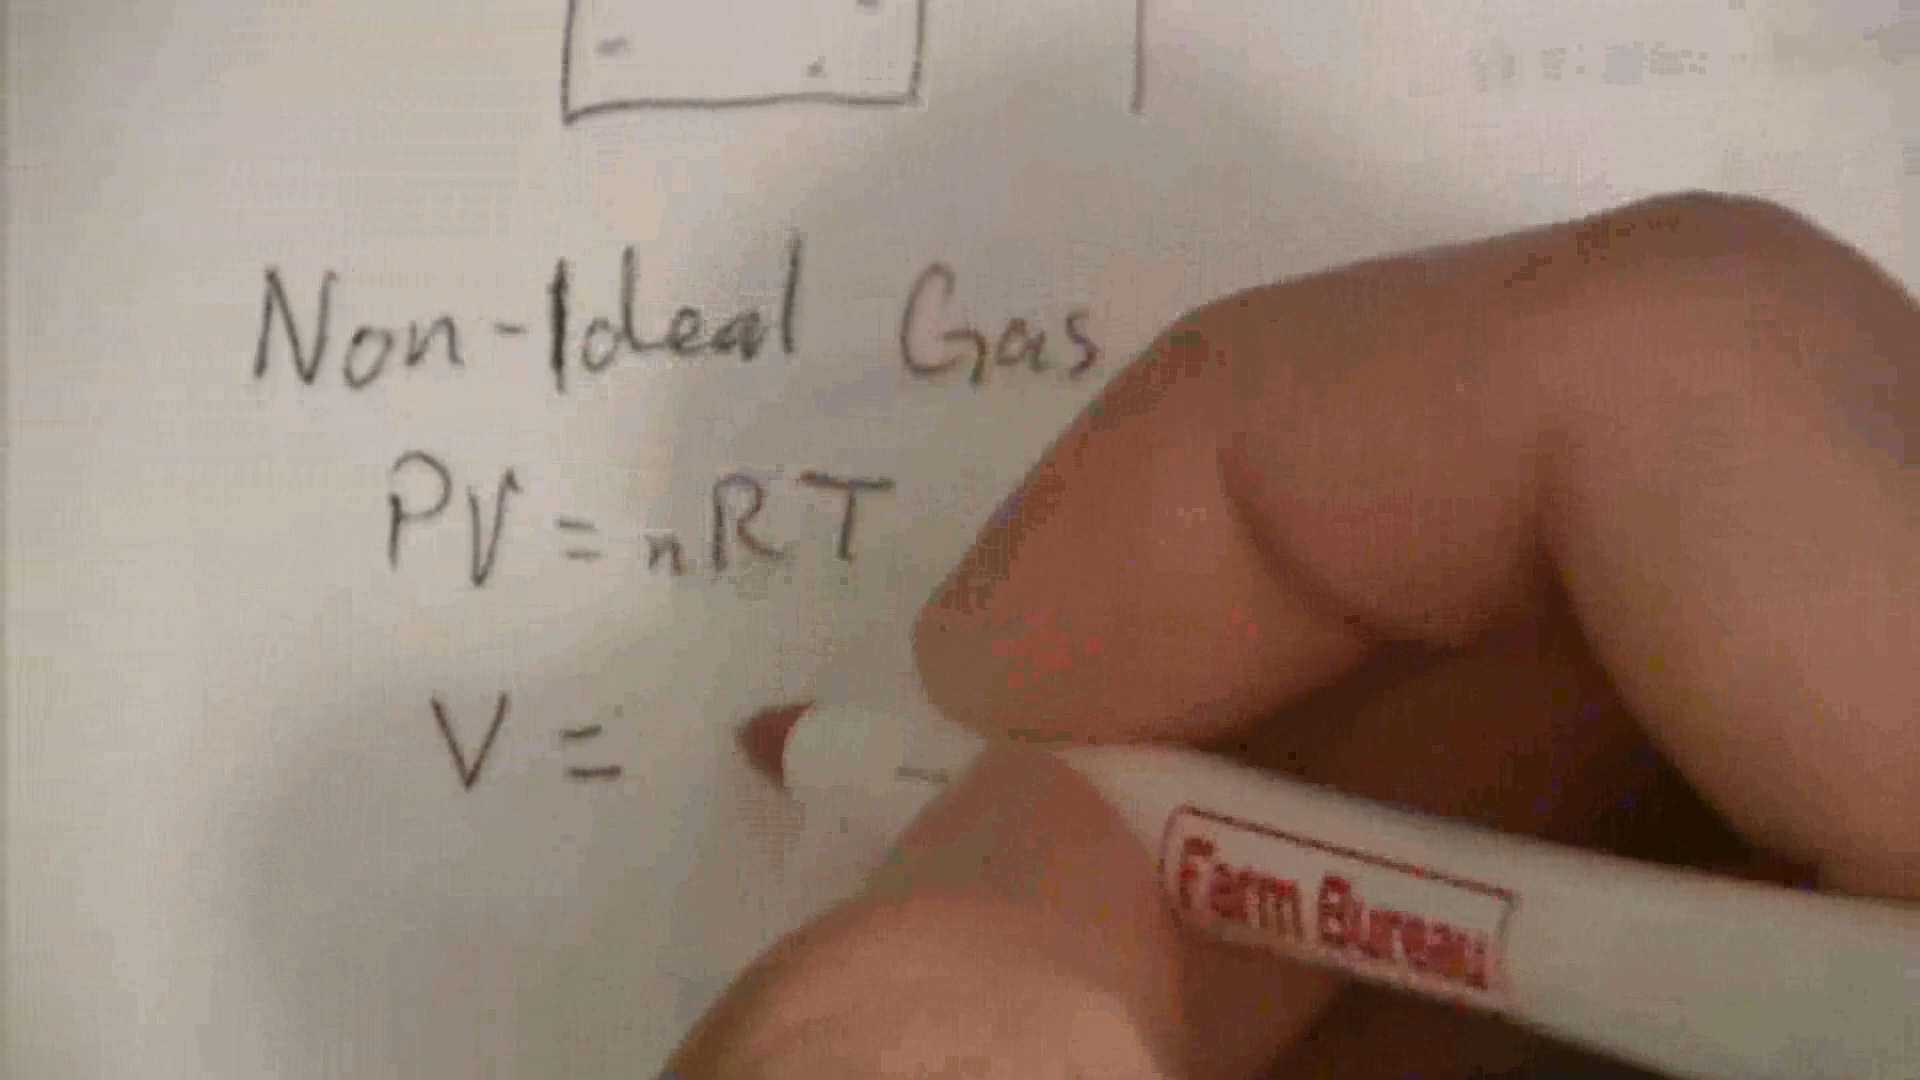 Non-Ideal Gas
PV = nRT
V =
Farm Bureau